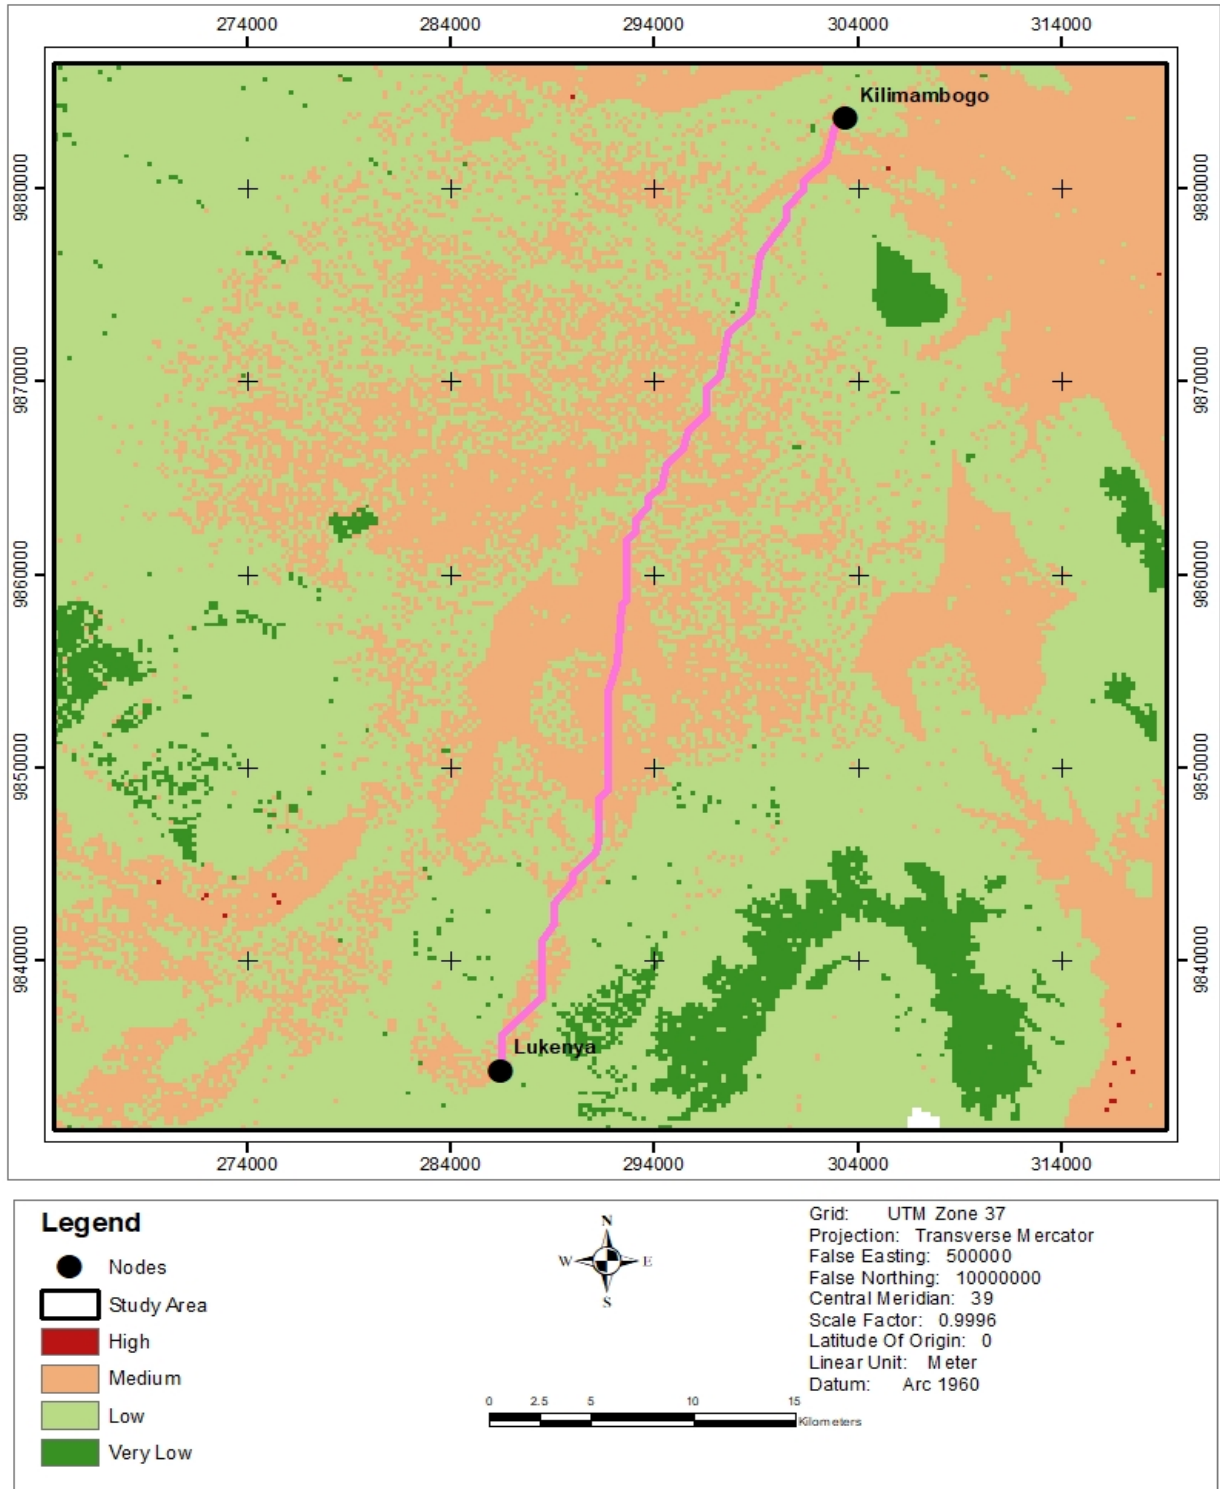 274000 284000 294000 304000 314000
Kilimambogo
9880000 9880000
9870000 9870000
9860000 9860000
9850000 9850000
9840000 9840000
Lukenya
274000 284000 294000 304000 314000
Legend
Nodes
Study Area
High
Medium
Low
Very Low
N
W E
S
0 2.5 5 10 15
Kilometers
Grid: UTM Zone 37
Projection: Transverse Mercator
False Easting: 500000
False Northing: 10000000
Central Meridian: 39
Scale Factor: 0.9996
Latitude Of Origin: 0
Linear Unit: Meter
Datum: Arc 1960